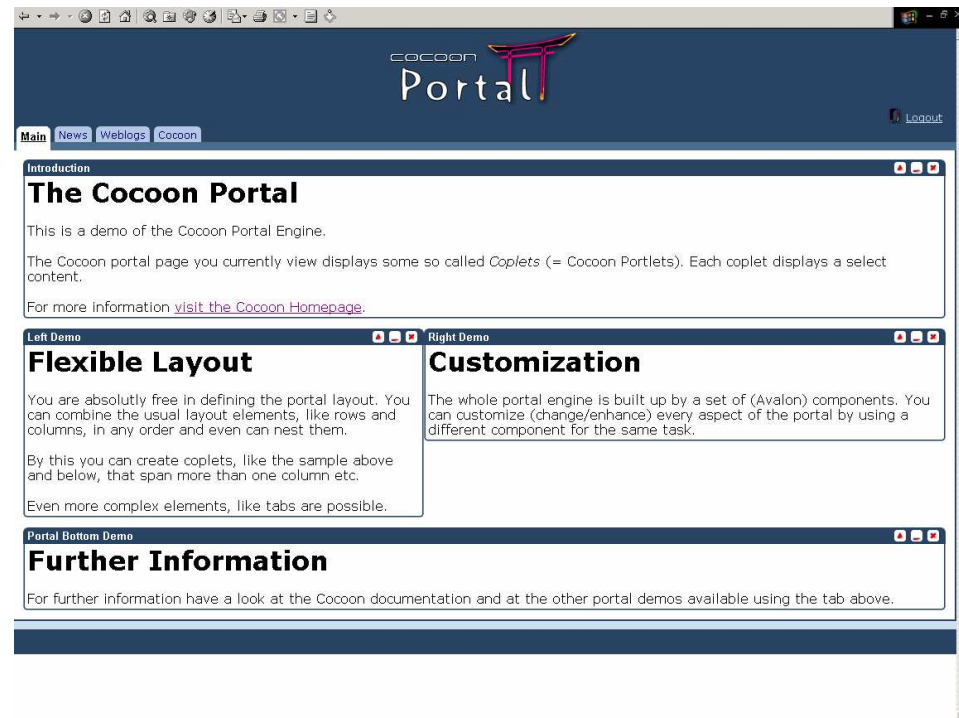 cocoon
Portal
Logout
Main News Weblogs Cocoon
Introduction
The Cocoon Portal
This is a demo of the Cocoon Portal Engine.
The Cocoon portal page you currently view displays some so called Coplets (= Cocoon Portlets). Each coplet displays a select
content.
For more information visit the Cocoon Homepage.
Left Demo
Flexible Layout
You are absolutly free in defining the portal layout. You
can combine the usual layout elements, like rows and
columns, in any order and even can nest them.
By this you can create coplets, like the sample above
and below, that span more than one column etc.
Even more complex elements, like tabs are possible.
Right Demo
Customization
The whole portal engine is built up by a set of (Avalon) components. You
can customize (change/enhance) every aspect of the portal by using a
different component for the same task.
Portal Bottom Demo
Further Information
For further information have a look at the Cocoon documentation and at the other portal demos available using the tab above.